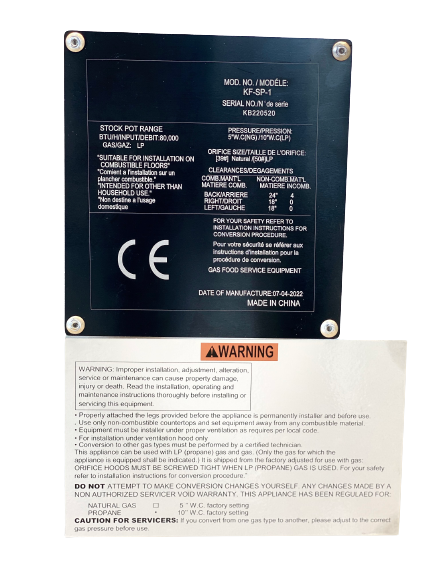 MOD. NO. / MODÉLE:
KF-SP-1
SERIAL NO./N´de serie
KB220520
STOCK POT RANGE
BTU/H/INPUT/DEBIT:80,000
GAS/GAZ: LP
PRESSURE/PRESSION:
5"W.C(NG) /10"W.C(LP)
"SUITABLE FOR INSTALLATION ON
COMBUSTIBLE FLOORS"
"Comient a l'installation sur un
plancher combustible."
"INTENDED FOR OTHER THAN
HOUSEHOLD USE."
"Non destine a l'usage
domestique
ORIFICE SIZE/TAILLE DE L'ORIFICE:
[39#] Natural /[50#]LP
CLEARANCES/DEGAGEMENTS
COMB.MANT'L NON-COMB.MAT'L
MATIERE COMB. MATIERE INCOMB.
BACK/ARRIERE 24" 4
RIGHT/DROIT 18" 0
LEFT/GAUCHE 18" 0
FOR YOUR SAFETY REFER TO
INSTALLATION INSTRUCTIONS FOR
CONVERSION PROCEDURE.
Pour votre sécurité se référer aux
instructions d'installation pour la
procédure de conversion.
GAS FOOD SERVICE EQUIPMENT
CE
DATE OF MANUFACTURE:07-04-2022
MADE IN CHINA
WARNING
WARNING: Improper installation, adjustment, alteration,
service or maintenance can cause property damage,
injury or death. Read the installation, operating and
maintenance instructions thoroughly before installing or
servicing this equipment.
• Properly attached the legs provided before the appliance is permanently installer and before use.
. Use only non-combustible countertops and set equipment away from any combustible material
• Equipment must be installer under proper ventilation as requires per local code.
• For installation under ventilation hood only
• Conversion to other gas types must be performed by a certified technician.
This appliance can be used with LP (propane) gas and gas. (Only the gas for which the
appliance is equipped shall be indicated.) It is shipped from the factory adjusted for use with gas:
ORIFICE HOODS MUST BE SCREWED TIGHT WHEN LP (PROPANE) GAS IS USED. For your safety
refer to installation instructions for conversion procedure."
DO NOT ATTEMPT TO MAKE CONVERSION CHANGES YOURSELF. ANY CHANGES MADE BY A
NON AUTHORIZED SERVICER VOID WARRANTY. THIS APPLIANCE HAS BEEN REGULAED FOR:
NATURAL GAS ☐ 5 " W.C. factory setting
PROPANE • 10" W.C. factory setting
CAUTION FOR SERVICERS: If you convert from one gas type to another, please adjust to the correct
gas pressure before use.